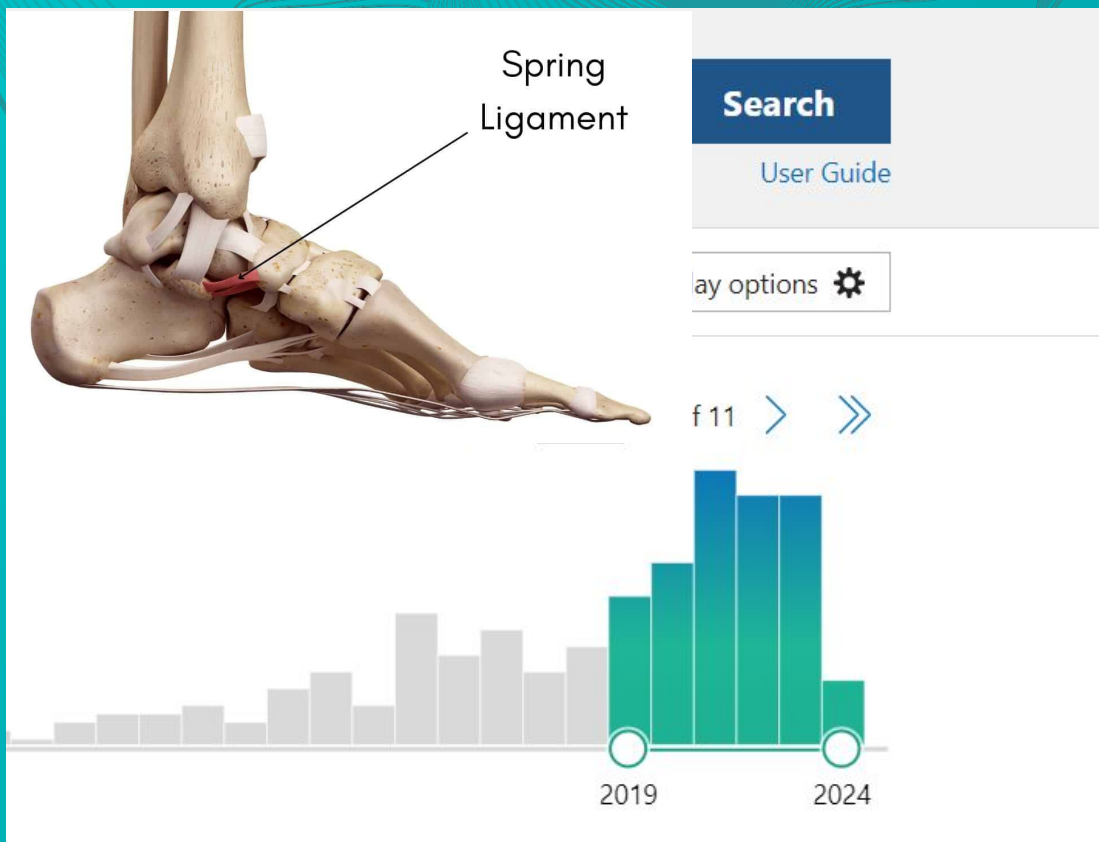 Spring
Ligament
Search
User Guide
ay options
f 11
2019
2024